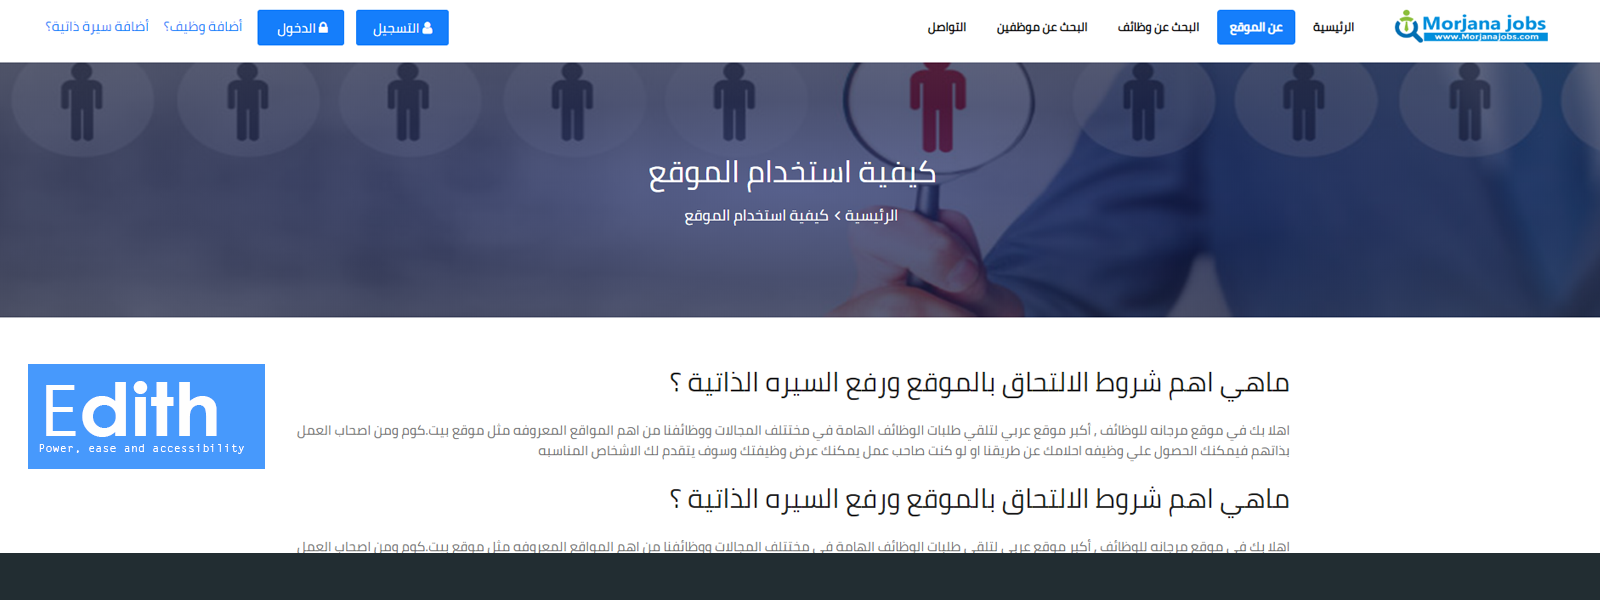 Morjana Jobs
www.Morjanajobs.com
الرئيسية
عن الموقع
البحث عن وظائف
البحث عن موظفين
التواصل
التسجيل
الدخول
أضافة وظيف؟
أضافة سيرة ذاتية؟
كيفية استخدام الموقع
الرئيسية > كيفية استخدام الموقع
ماهي اهم شروط الالتحاق بالموقع ورفع السيره الذاتية ؟
اهلا بك في موقع مرجانه للوظائف , أكبر موقع عربي لتلقي طلبات الوظائف الهامة في مختتلف المجالات ووظائفنا من اهم المواقع المعروفه مثل موقع بيت.كوم ومن اصحاب العمل
بذاتهم فيمكنك الحصول علي وظيفه احلامك عن طريقنا او لو كنت صاحب عمل يمكنك عرض وظيفتك وسوف يتقدم لك الاشخاص المناسبه
Edith
Power, ease and accessibility
ماهي اهم شروط الالتحاق بالموقع ورفع السيره الذاتية ؟
اهلا بك في موقع مرجانه للوظائف , أكبر موقع عربي لتلقي طلبات الوظائف الهامة في مختتلف المجالات ووظائفنا من اهم المواقع المعروفه مثل موقع بيت.كوم ومن اصحاب العمل